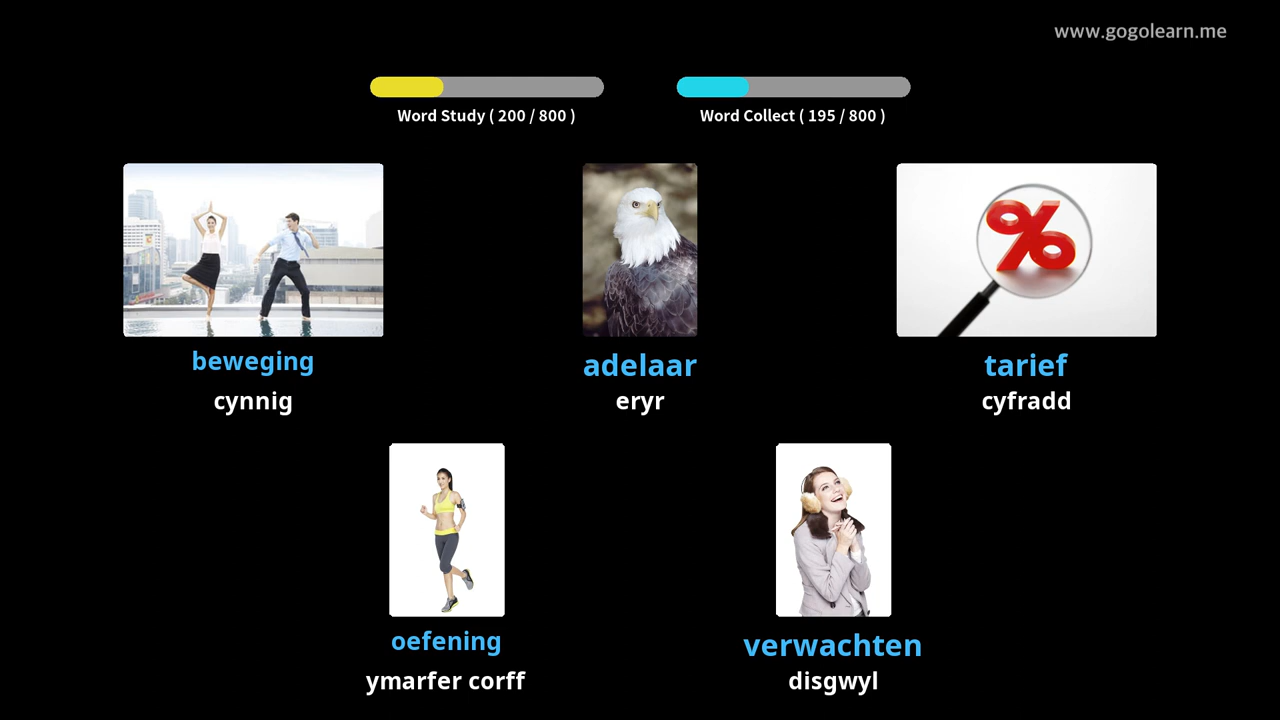 www.gogolearn.me
Word Study ( 200 / 800 )
Word Collect ( 195 / 800 )
beweging
cynnig
adelaar
eryr
tarief
cyfradd
oefening
ymarfer corff
verwachten
disgwyl